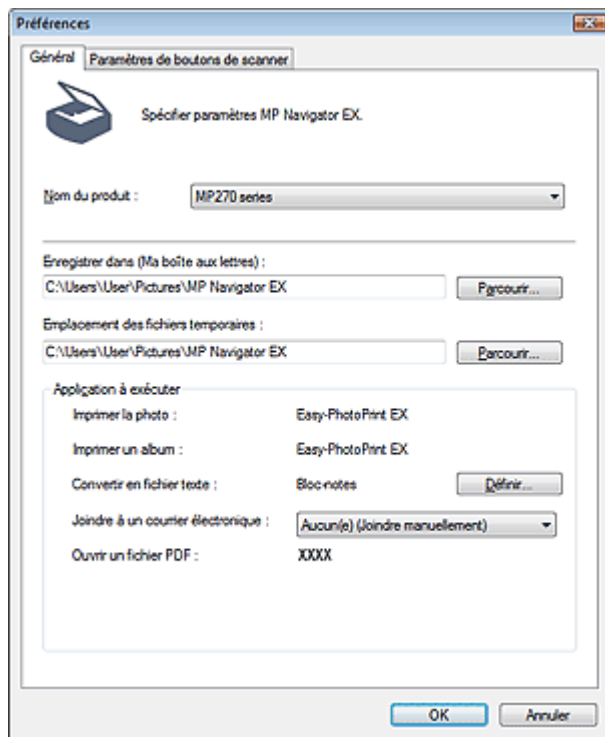 Préférences
Général
Paramètres de boutons de scanner
Spécifier paramètres MP Navigator EX.
Nom du produit :
MP270 series
Enregistrer dans (Ma boîte aux lettres) :
C:\Users\User\Pictures\MP Navigator EX
Parcourir...
Emplacement des fichiers temporaires :
C:\Users\User\Pictures\MP Navigator EX
Parcourir...
Application à exécuter
Imprimer la photo :
Easy-PhotoPrint EX
Imprimer un album :
Easy-PhotoPrint EX
Convertir en fichier texte :
Bloc-notes
Définir...
Joindre à un courrier électronique :
Aucun(e) (Joindre manuellement)
Ouvrir un fichier PDF :
XXXX
OK
Annuler